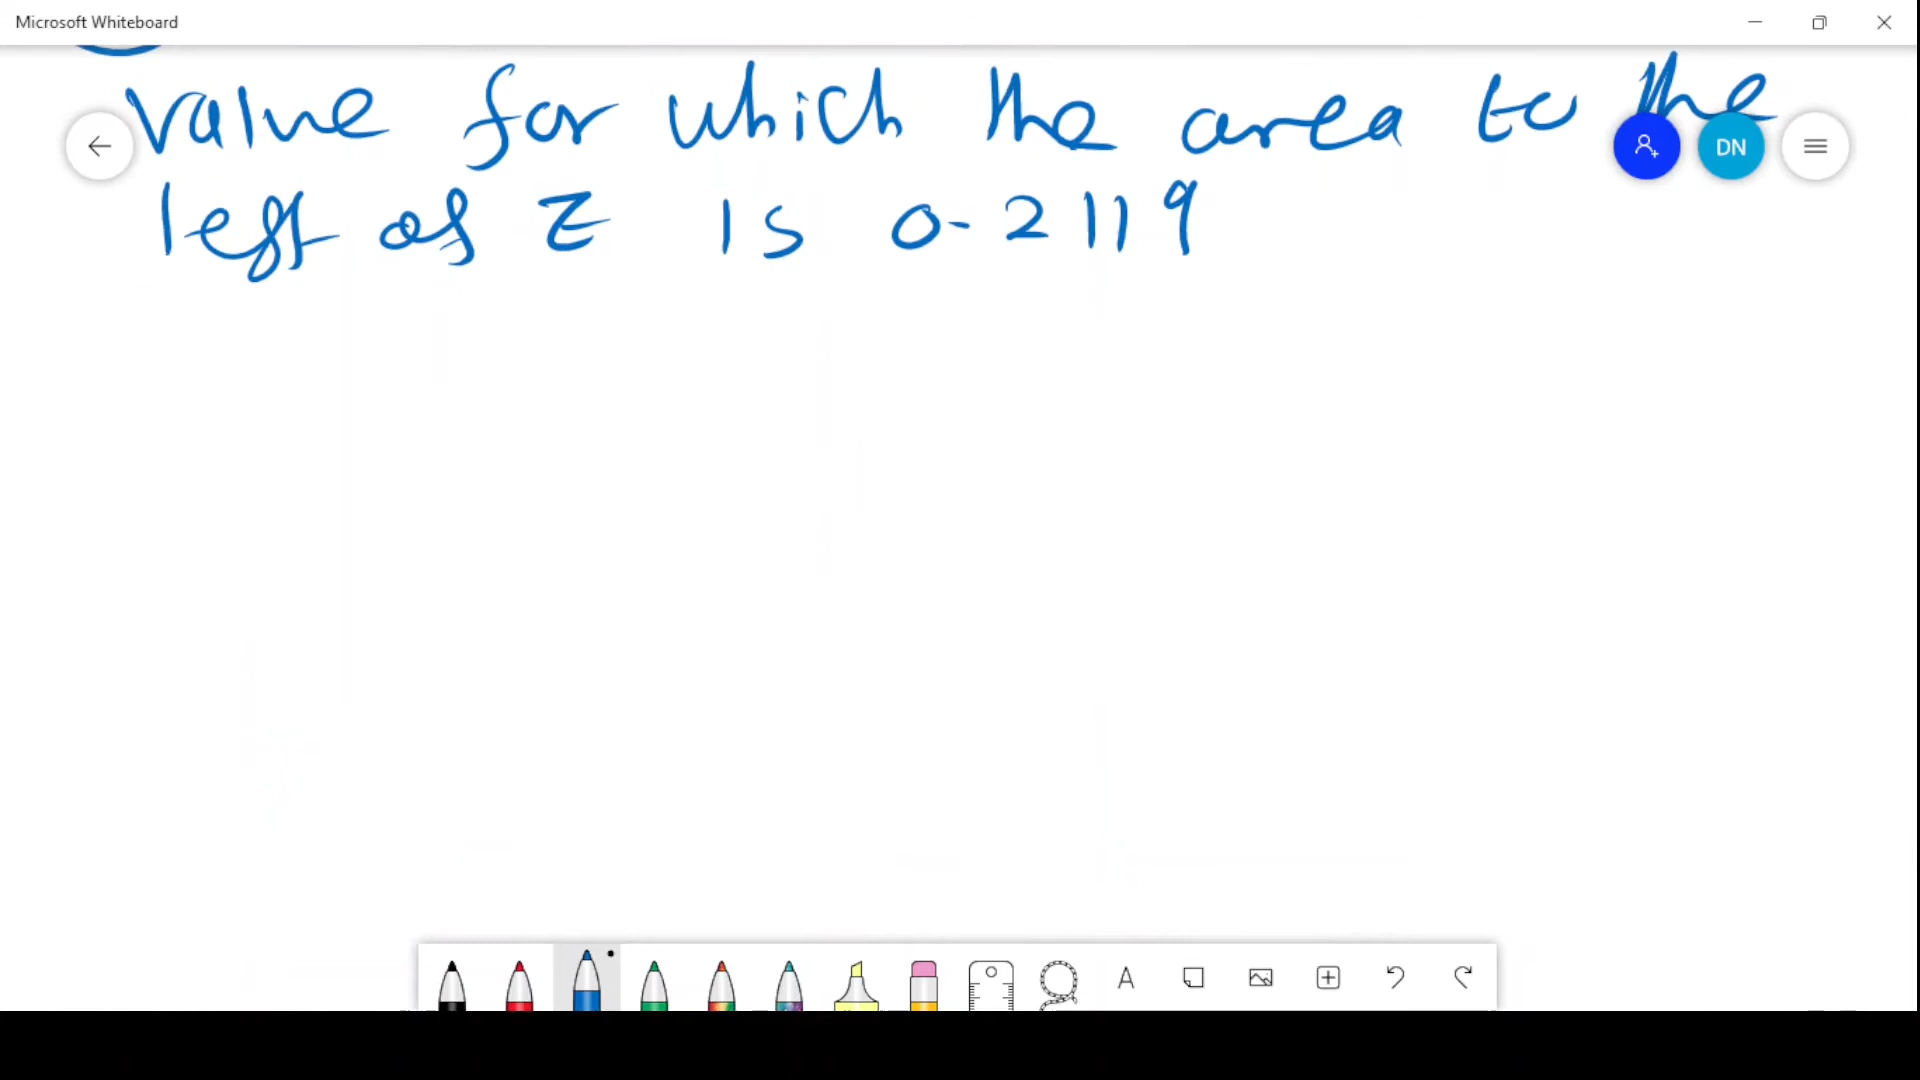 Microsoft Whiteboard
value for which the area to the
left of z is 0.2119
DN